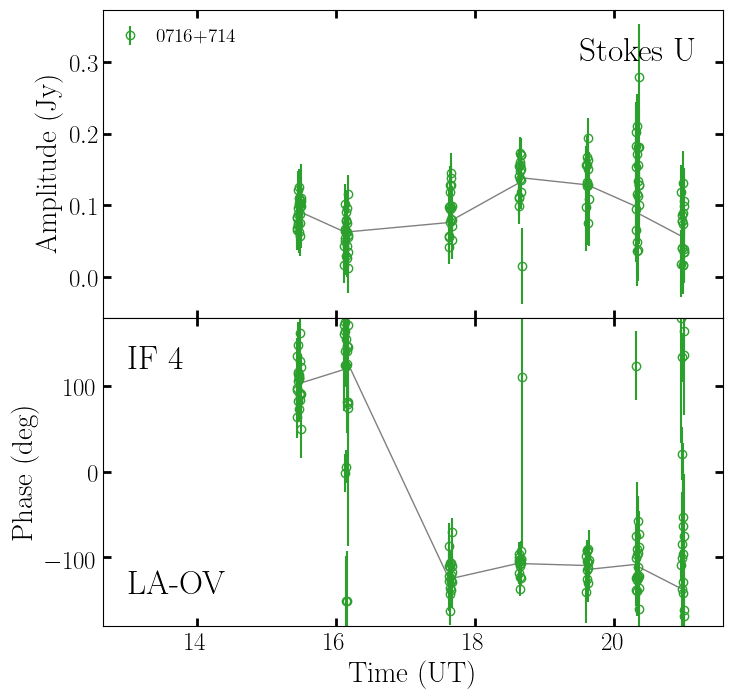 0716+714
Stokes U
0.3
0.2
0.1
0.0
Amplitude (Jy)
IF 4
100
0
−100
Phase (deg)
LA-OV
14 16 18 20
Time (UT)